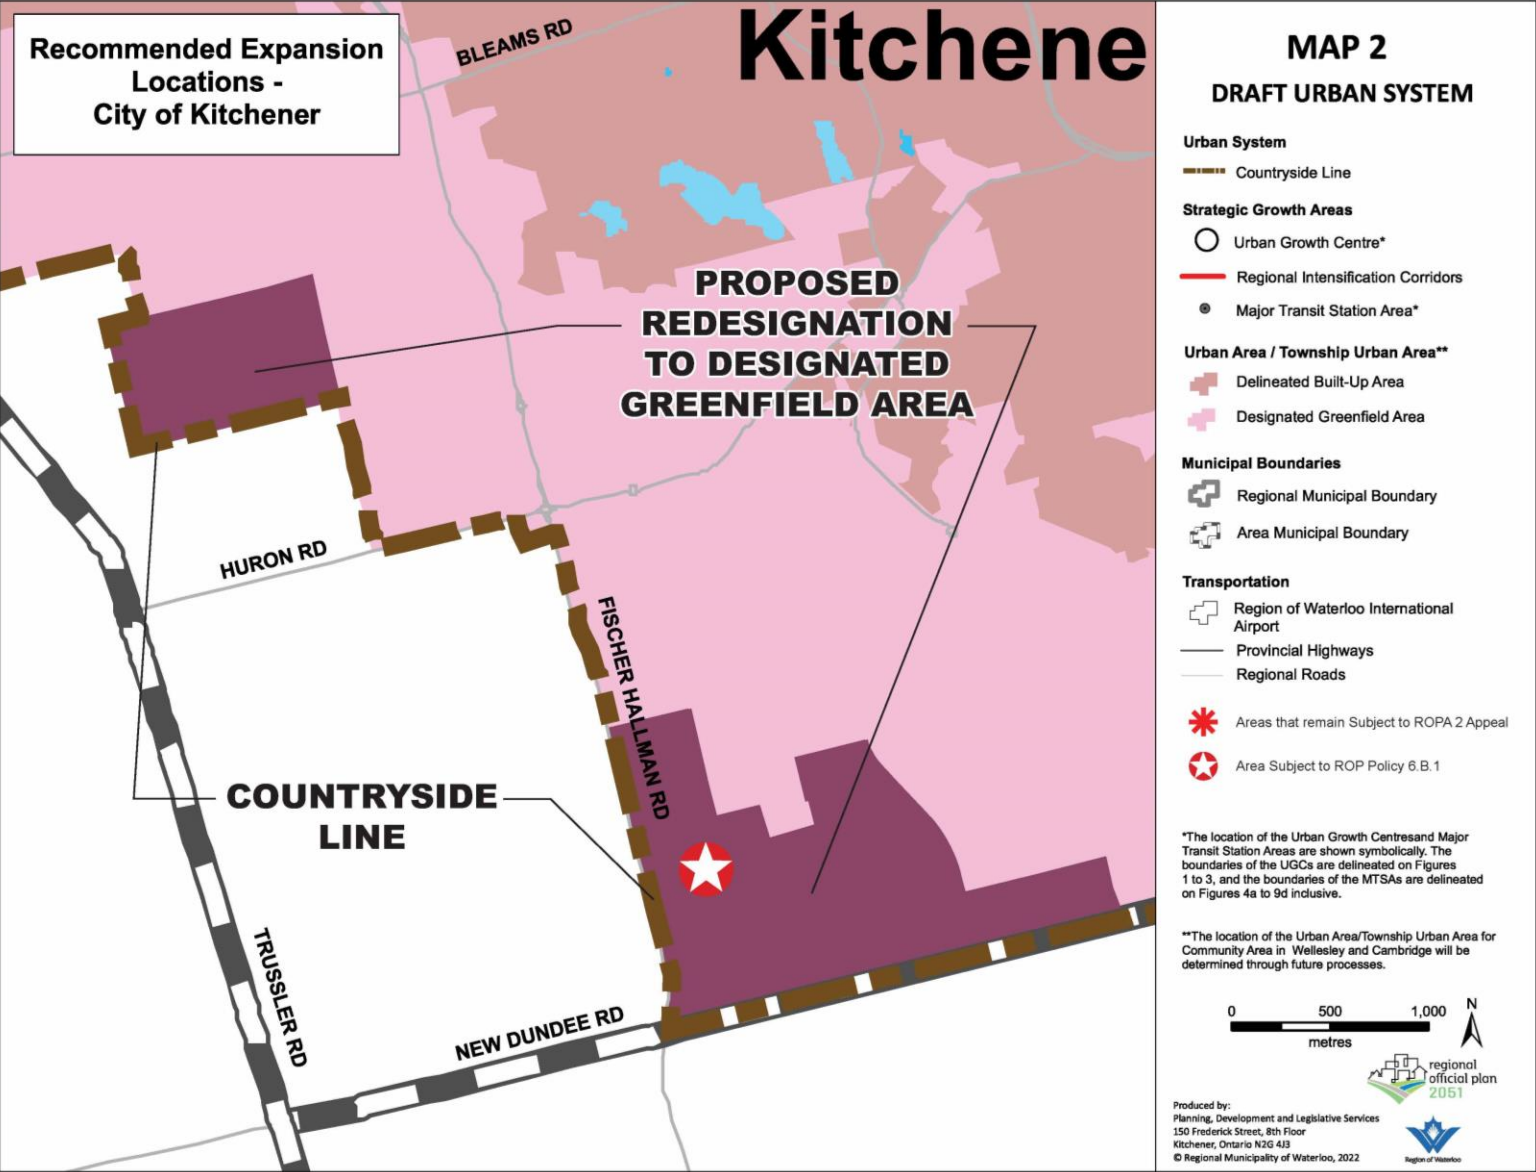 Recommended Expansion
Locations -
City of Kitchener
BLEAMS RD
Kitchene
PROPOSED
REDESIGNATION
TO DESIGNATED
GREENFIELD AREA
HURON RD
FISCHER HALLMAN RD
COUNTRYSIDE
LINE
TRUSSLER RD
NEW DUNDEE RD
MAP 2
DRAFT URBAN SYSTEM
Urban System
Countryside Line
Strategic Growth Areas
Urban Growth Centre*
Regional Intensification Corridors
Major Transit Station Area*
Urban Area / Township Urban Area**
Delineated Built-Up Area
Designated Greenfield Area
Municipal Boundaries
Regional Municipal Boundary
Area Municipal Boundary
Transportation
Region of Waterloo International
Airport
Provincial Highways
Regional Roads
Areas that remain Subject to ROPA 2 Appeal
Area Subject to ROP Policy 6.B.1
*The location of the Urban Growth Centresand Major
Transit Station Areas are shown symbolically. The
boundaries of the UGCs are delineated on Figures
1 to 3, and the boundaries of the MTSAs are delineated
on Figures 4a to 9d inclusive.
**The location of the Urban Area/Township Urban Area for
Community Area in Wellesley and Cambridge will be
determined through future processes.
0 500 1,000
metres
N
regional
official plan
2051
Produced by:
Planning, Development and Legislative Services
150 Frederick Street, 8th Floor
Kitchener, Ontario N2G 4J3
© Regional Municipality of Waterloo, 2022
Region of Waterloo